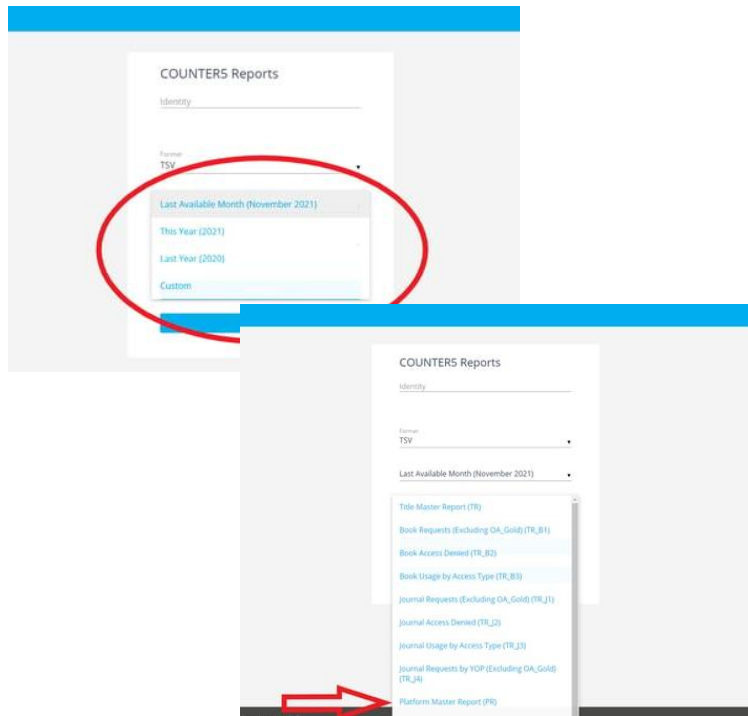 COUNTER5 Reports
Identity
Format
TSV
Last Available Month (November 2021)
This Year (2021)
Last Year (2020)
Custom
COUNTER5 Reports
Identity
Format
TSV
Last Available Month (November 2021)
Title Master Report (TR)
Book Requests (Excluding OA_Gold) (TR_B1)
Book Access Denied (TR_B2)
Book Usage by Access Type (TR_B3)
Journal Requests (Excluding OA_Gold) (TR_J1)
Journal Access Denied (TR_J2)
Journal Usage by Access Type (TR_J3)
Journal Requests by YOP (Excluding OA_Gold)
(TR_J4)
Platform Master Report (PR)